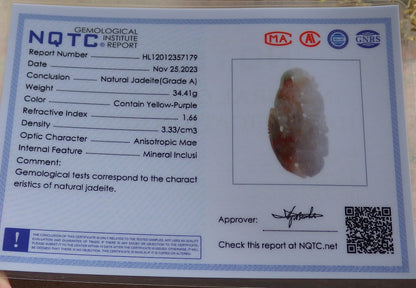 NQTC
GEMOLOGICAL
INSTITUTE
REPORT
MA
GNRS
Report Number HL12012357179
Date Nov 25.2023
Conclusion Natural Jadeite(Grade A)
Weight 34.41g
Color Contain Yellow-Purple
Refractive Index 1.66
Density 3.33/cm3
Optic Character Anisotropic Mae
Internal Feature Mineral Inclusi
Comment:
Gemological tests correspond to the charact
eristics of natural jadeite.
Approver:
Check this report at NQTC.net